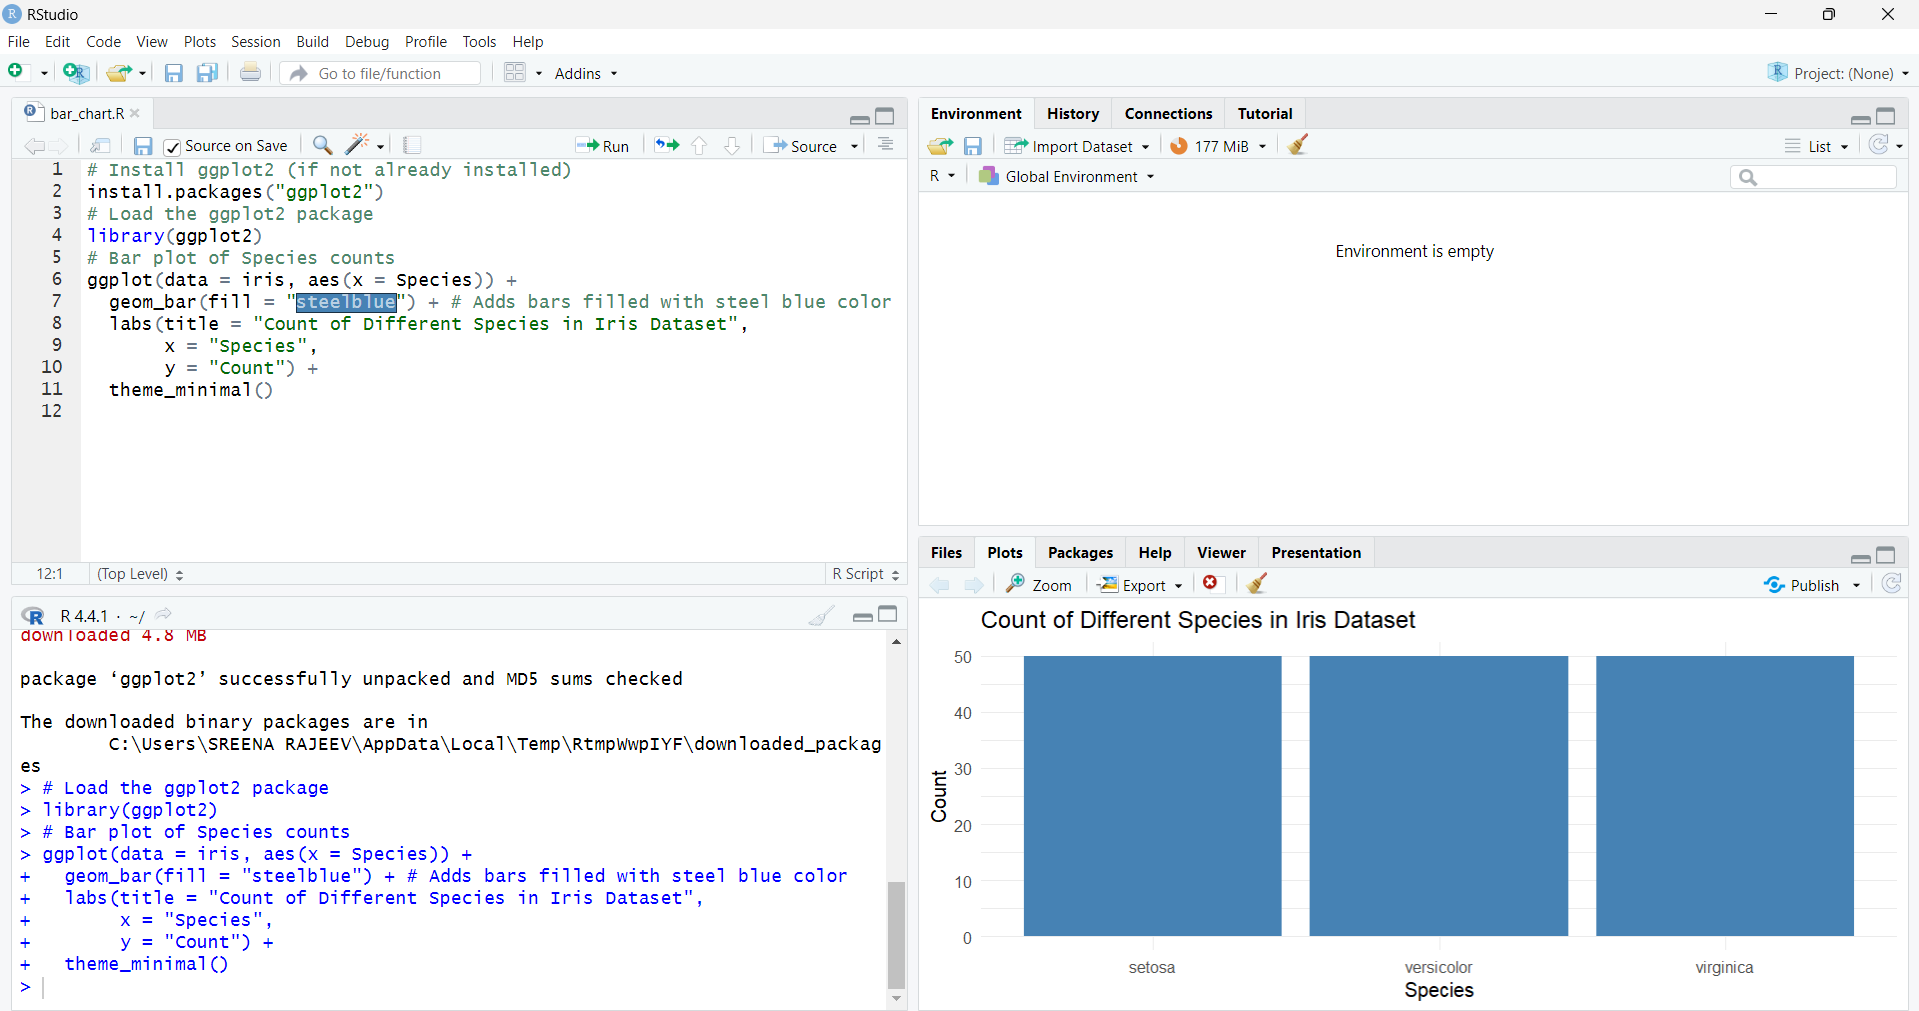 RStudio
File Edit Code View Plots Session Build Debug Profile Tools Help
Go to file/function Addins Project: (None)
bar_chart.R
Source on Save Run Source
1 # Install ggplot2 (if not already installed)
2 install.packages("ggplot2")
3 # Load the ggplot2 package
4 library(ggplot2)
5 # Bar plot of Species counts
6 ggplot(data = iris, aes(x = Species)) +
7 geom_bar(fill = "steelblue") + # Adds bars filled with steel blue color
8 labs(title = "Count of Different Species in Iris Dataset",
9 x = "Species",
10 y = "Count") +
11 theme_minimal()
12
12:1 (Top Level) R Script
R 4.4.1 · ~/
downloaded 4.8 MB
package ‘ggplot2’ successfully unpacked and MD5 sums checked
The downloaded binary packages are in
C:\Users\SREENA RAJEEV\AppData\Local\Temp\RtmpWwpIYF\downloaded_packag
es
> # Load the ggplot2 package
> library(ggplot2)
> # Bar plot of Species counts
> ggplot(data = iris, aes(x = Species)) +
+ geom_bar(fill = "steelblue") + # Adds bars filled with steel blue color
+ labs(title = "Count of Different Species in Iris Dataset",
+ x = "Species",
+ y = "Count") +
+ theme_minimal()
>
Environment History Connections Tutorial
Import Dataset 177 MiB List
R Global Environment
Environment is empty
Files Plots Packages Help Viewer Presentation
Zoom Export Publish
Count of Different Species in Iris Dataset
50
40
30
20
10
0
Count
setosa versicolor virginica
Species